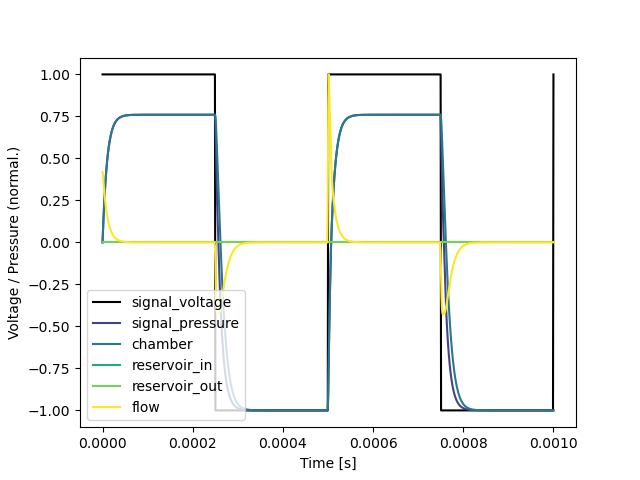 1.00
0.75
0.50
0.25
0.00
−0.25
−0.50
−0.75
−1.00
Voltage / Pressure (normal.)
signal_voltage
signal_pressure
chamber
reservoir_in
reservoir_out
flow
0.0000 0.0002 0.0004 0.0006 0.0008 0.0010
Time [s]